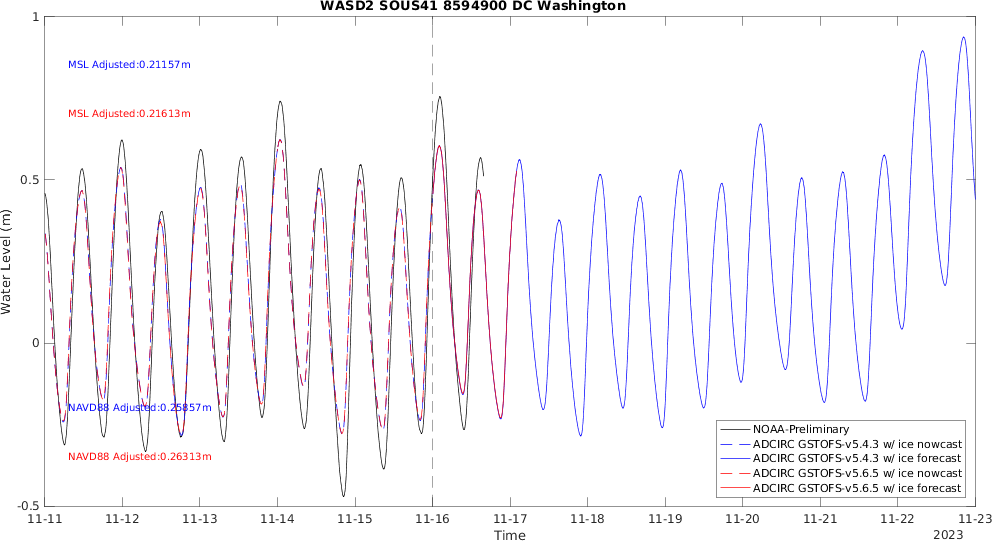 WASD2 SOUS41 8594900 DC Washington
1
MSL Adjusted:0.21157m
MSL Adjusted:0.21613m
0.5
Water Level (m)
0
NAVD88 Adjusted:0.25857m
NAVD88 Adjusted:0.26313m
-0.5
NOAA-Preliminary
ADCIRC GSTOFS-v5.4.3 w/ ice nowcast
ADCIRC GSTOFS-v5.4.3 w/ ice forecast
ADCIRC GSTOFS-v5.6.5 w/ ice nowcast
ADCIRC GSTOFS-v5.6.5 w/ ice forecast
11-11 11-12 11-13 11-14 11-15 11-16 11-17 11-18 11-19 11-20 11-21 11-22 11-23
Time
2023